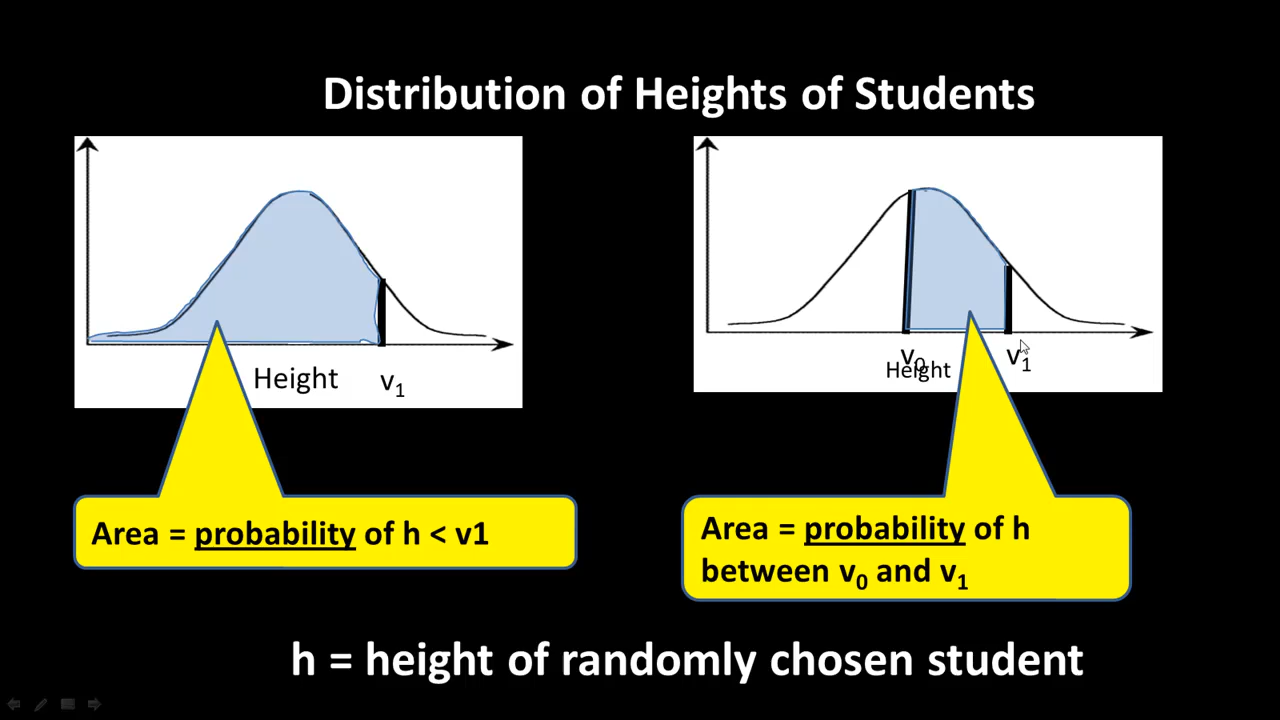 Distribution of Heights of Students
Height
v1
v0
Height
v1
Area = probability of h < v1
Area = probability of h
between v0 and v1
h = height of randomly chosen student